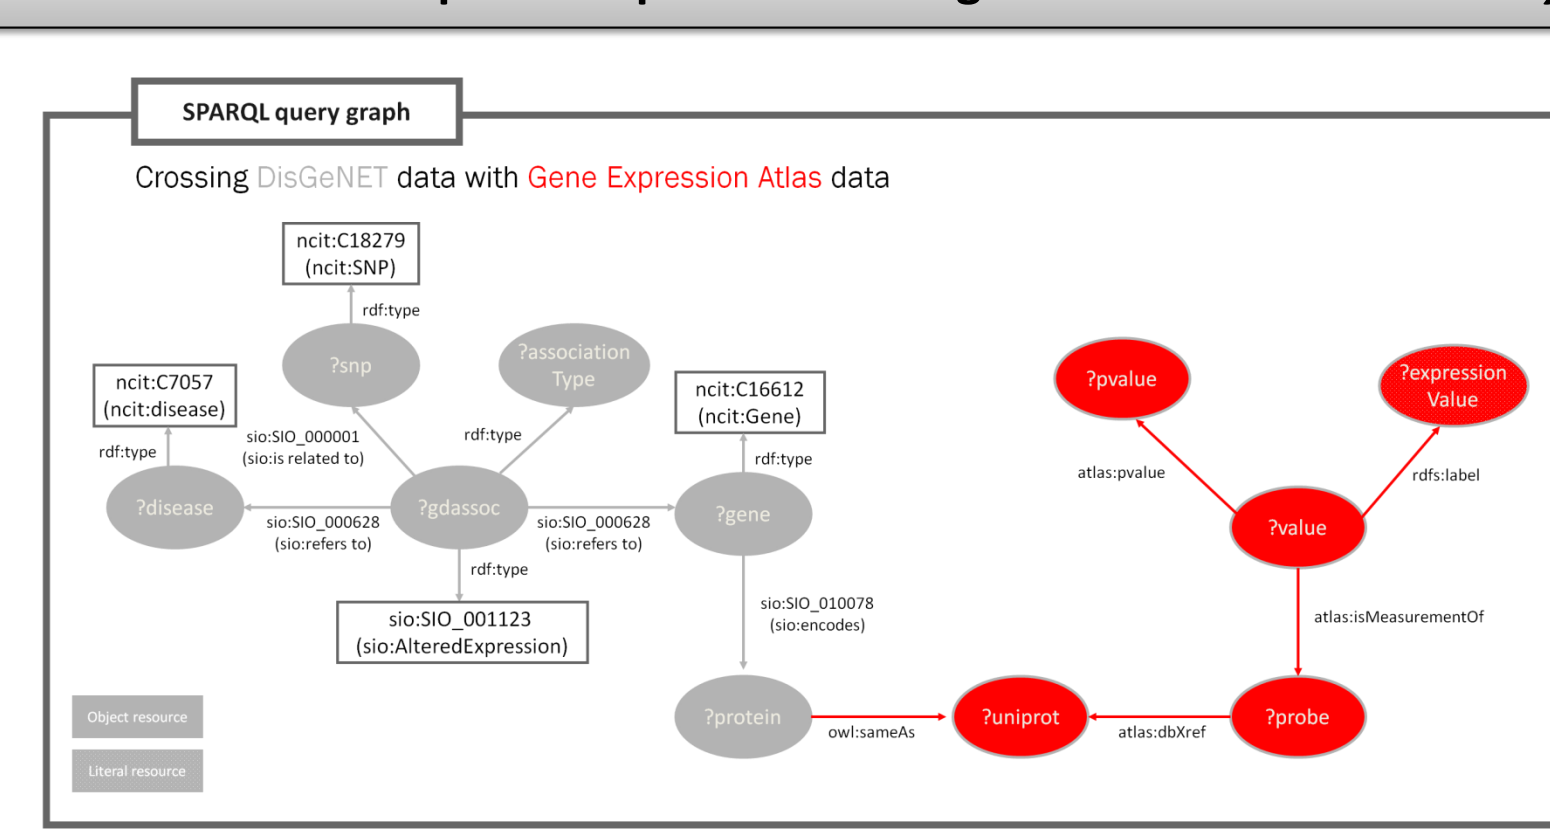 SPARQL query graph
Crossing DisGeNET data with Gene Expression Atlas data
ncit:C18279
(ncit:SNP)
rdf:type
?snp
?association
Type
ncit:C7057
(ncit:disease)
rdf:type
sio:SIO_000001
(sio:is related to)
rdf:type
ncit:C16612
(ncit:Gene)
rdf:type
?disease
sio:SIO_000628
(sio:refers to)
?gdassoc
sio:SIO_000628
(sio:refers to)
?gene
rdf:type
sio:SIO_001123
(sio:AlteredExpression)
sio:SIO_010078
(sio:encodes)
?pvalue
?expression
Value
atlas:pvalue
rdfs:label
?value
atlas:isMeasurementOf
?protein
owl:sameAs
?uniprot
atlas:dbXref
?probe
Object resource
Literal resource